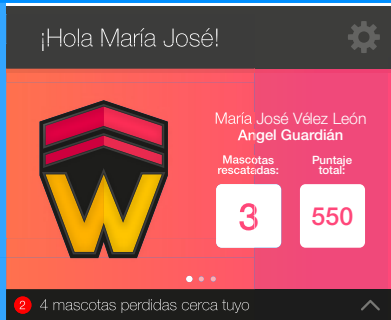 ¡Hola María José!
María José Vélez León
Angel Guardián
Mascotas
rescatadas:
Puntaje
total:
3
550
W
2 4 mascotas perdidas cerca tuyo